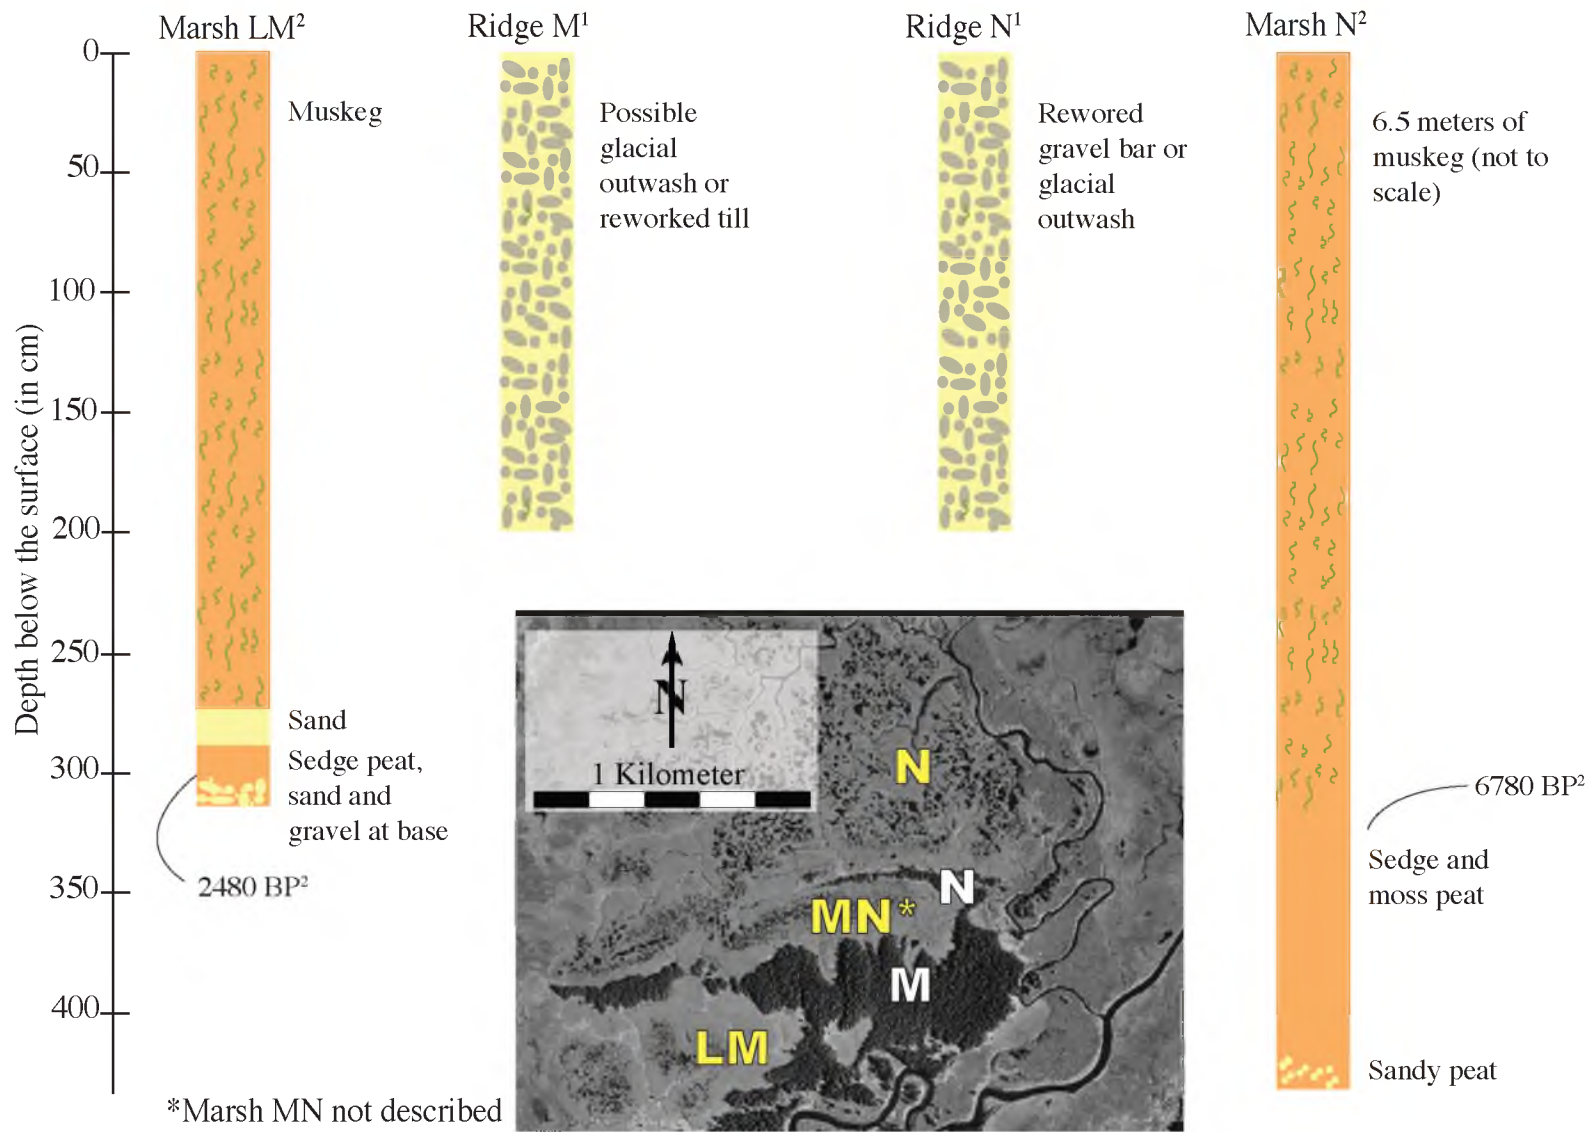 Marsh LM²
Ridge M¹
Ridge N¹
Marsh N²
Depth below the surface (in cm)
0
50
100
150
200
250
300
350
400
Muskeg
Sand
Sedge peat,
sand and
gravel at base
2480 BP²
Possible
glacial
outwash or
reworked till
Rewored
gravel bar or
glacial
outwash
6.5 meters of
muskeg (not to
scale)
6780 BP²
Sedge and
moss peat
Sandy peat
N
1 Kilometer
N
N
MN*
M
LM
*Marsh MN not described